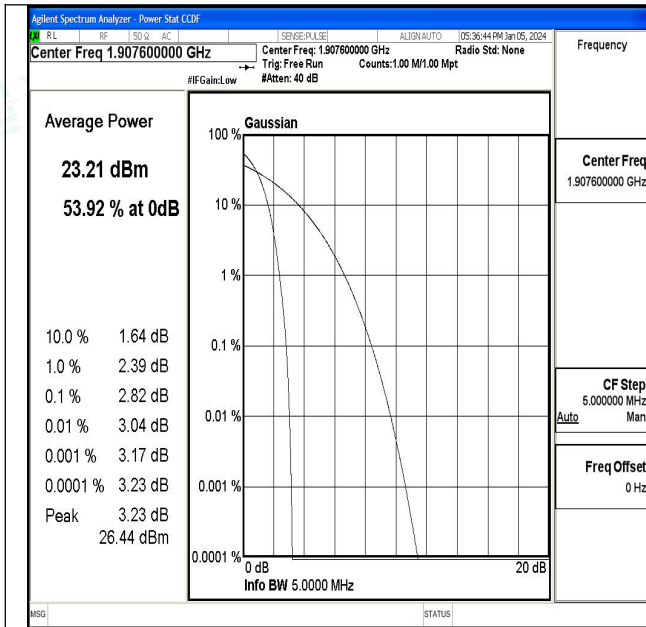 Agilent Spectrum Analyzer - Power Stat CCDF
LXI RL RF 50 Ω AC SENSE:PULSE ALIGN AUTO 05:36:44 PM Jan 05, 2024
Center Freq 1.907600000 GHz
Center Freq: 1.907600000 GHz Radio Std: None
Trig: Free Run Counts:1.00 M/1.00 Mpt
#IFGain:Low #Atten: 40 dB
Frequency
Average Power
23.21 dBm
53.92 % at 0dB
10.0 % 1.64 dB
1.0 % 2.39 dB
0.1 % 2.82 dB
0.01 % 3.04 dB
0.001 % 3.17 dB
0.0001 % 3.23 dB
Peak 3.23 dB
26.44 dBm
Gaussian
100 %
10 %
1 %
0.1 %
0.01 %
0.001 %
0.0001 %
0 dB 20 dB
Info BW 5.0000 MHz
Center Freq
1.907600000 GHz
CF Step
5.000000 MHz
Auto Man
Freq Offset
0 Hz
MSG STATUS